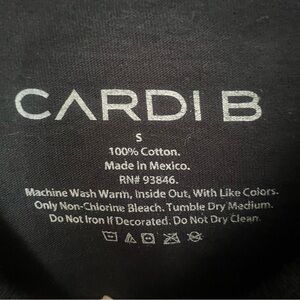 CARDI B
S
100% Cotton.
Made in Mexico.
RN# 93846.
Machine Wash Warm, Inside Out, With Like Colors.
Only Non-Chlorine Bleach. Tumble Dry Medium.
Do Not Iron If Decorated. Do Not Dry Clean.